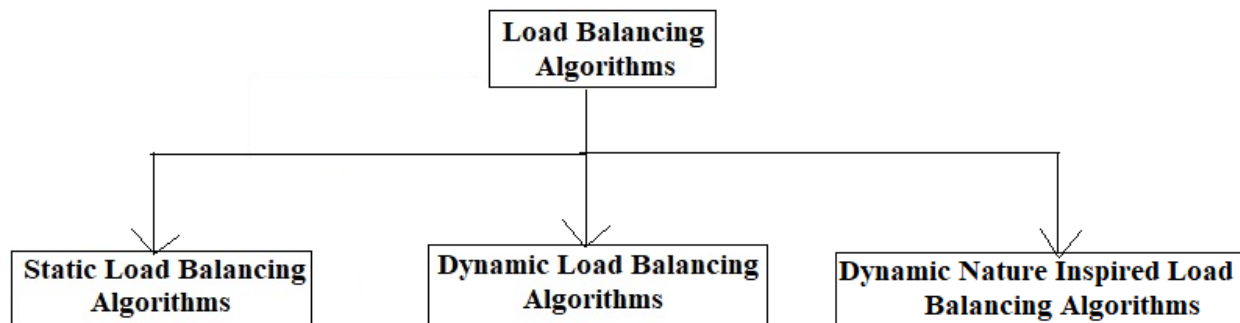 Load Balancing
Algorithms
Static Load Balancing
Algorithms
Dynamic Load Balancing
Algorithms
Dynamic Nature Inspired Load
Balancing Algorithms